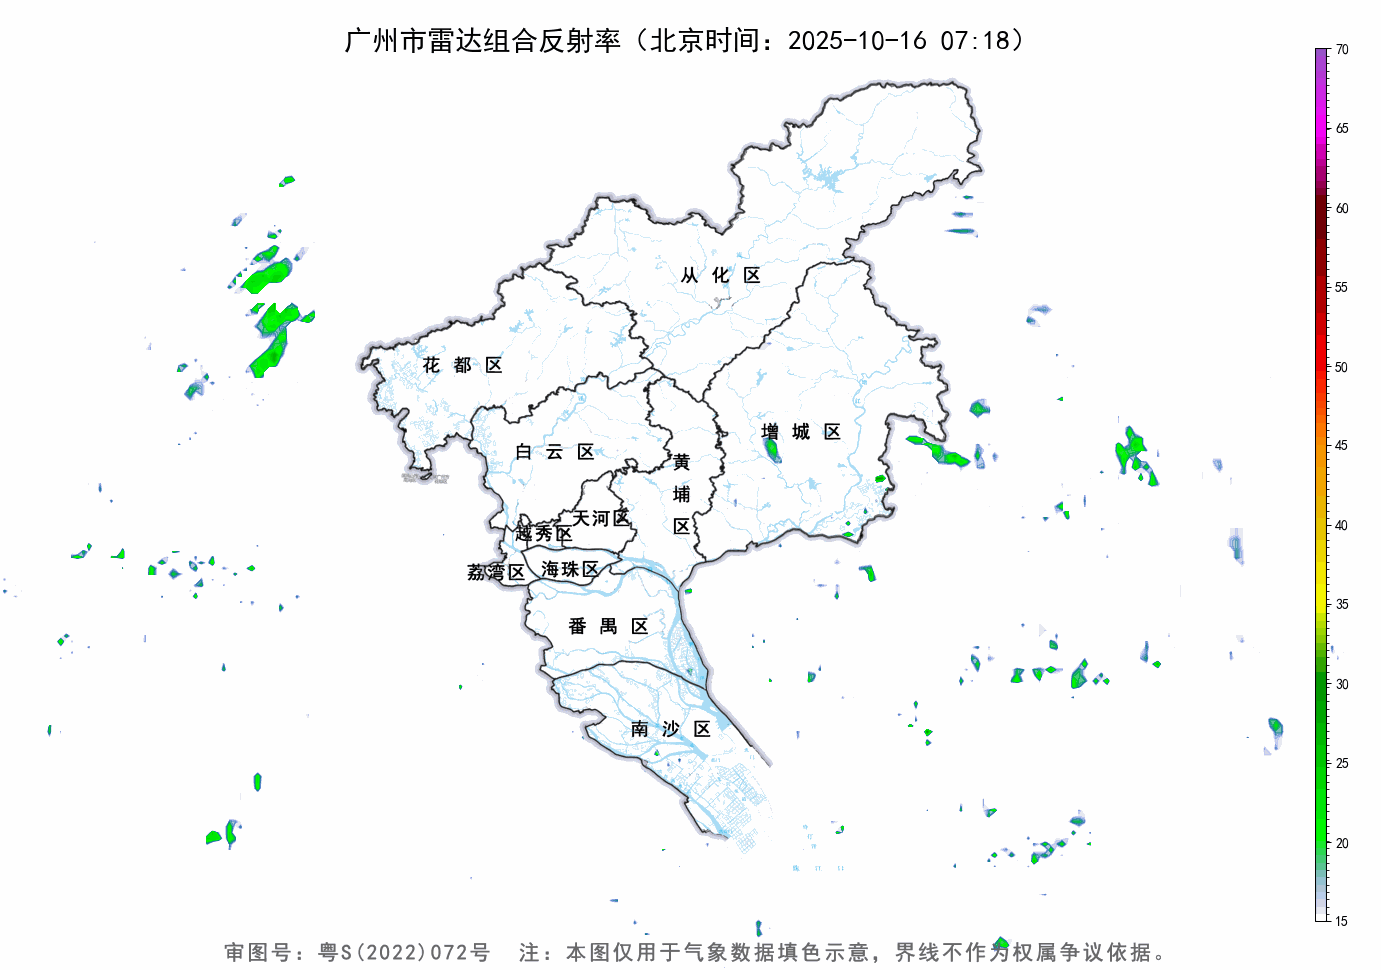 广州市雷达组合反射率（北京时间：2025-10-16 07:18）
70
65
60
55
50
45
40
35
30
25
20
15
从化区
花都区
增城区
白云区
黄埔区
天河区
越秀区
荔湾区
海珠区
番禺区
南沙区
审图号：粤S(2022)072号 注：本图仅用于气象数据填色示意，界线不作为权属争议依据。